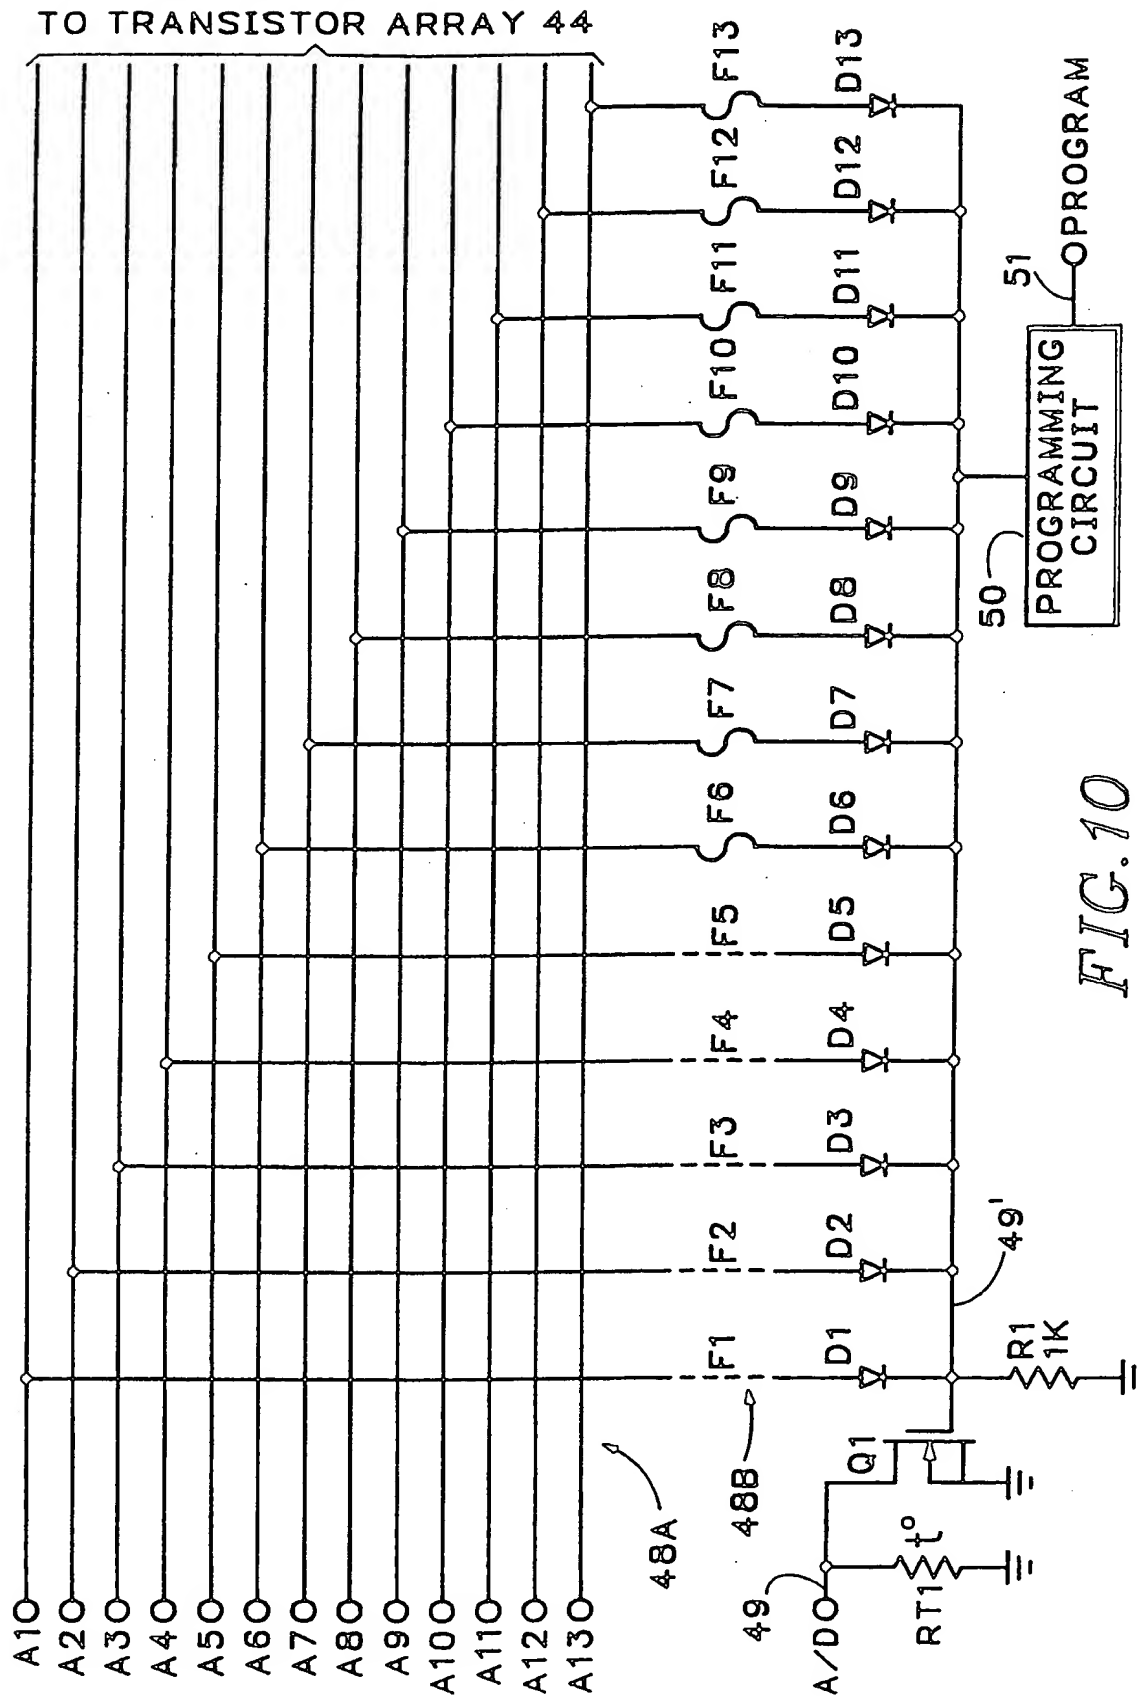 TO TRANSISTOR ARRAY 44
A1
A2
A3
A4
A5
A6
A7
A8
A9
A10
A11
A12
A13
48A
48B
F1
F2
F3
F4
F5
F6
F7
F8
F9
F10
F11
F12
F13
D1
D2
D3
D4
D5
D6
D7
D8
D9
D10
D11
D12
D13
49
A/D
RT1
t°
Q1
R1
1K
49'
50
PROGRAMMING
CIRCUIT
51
PROGRAM
FIG. 10